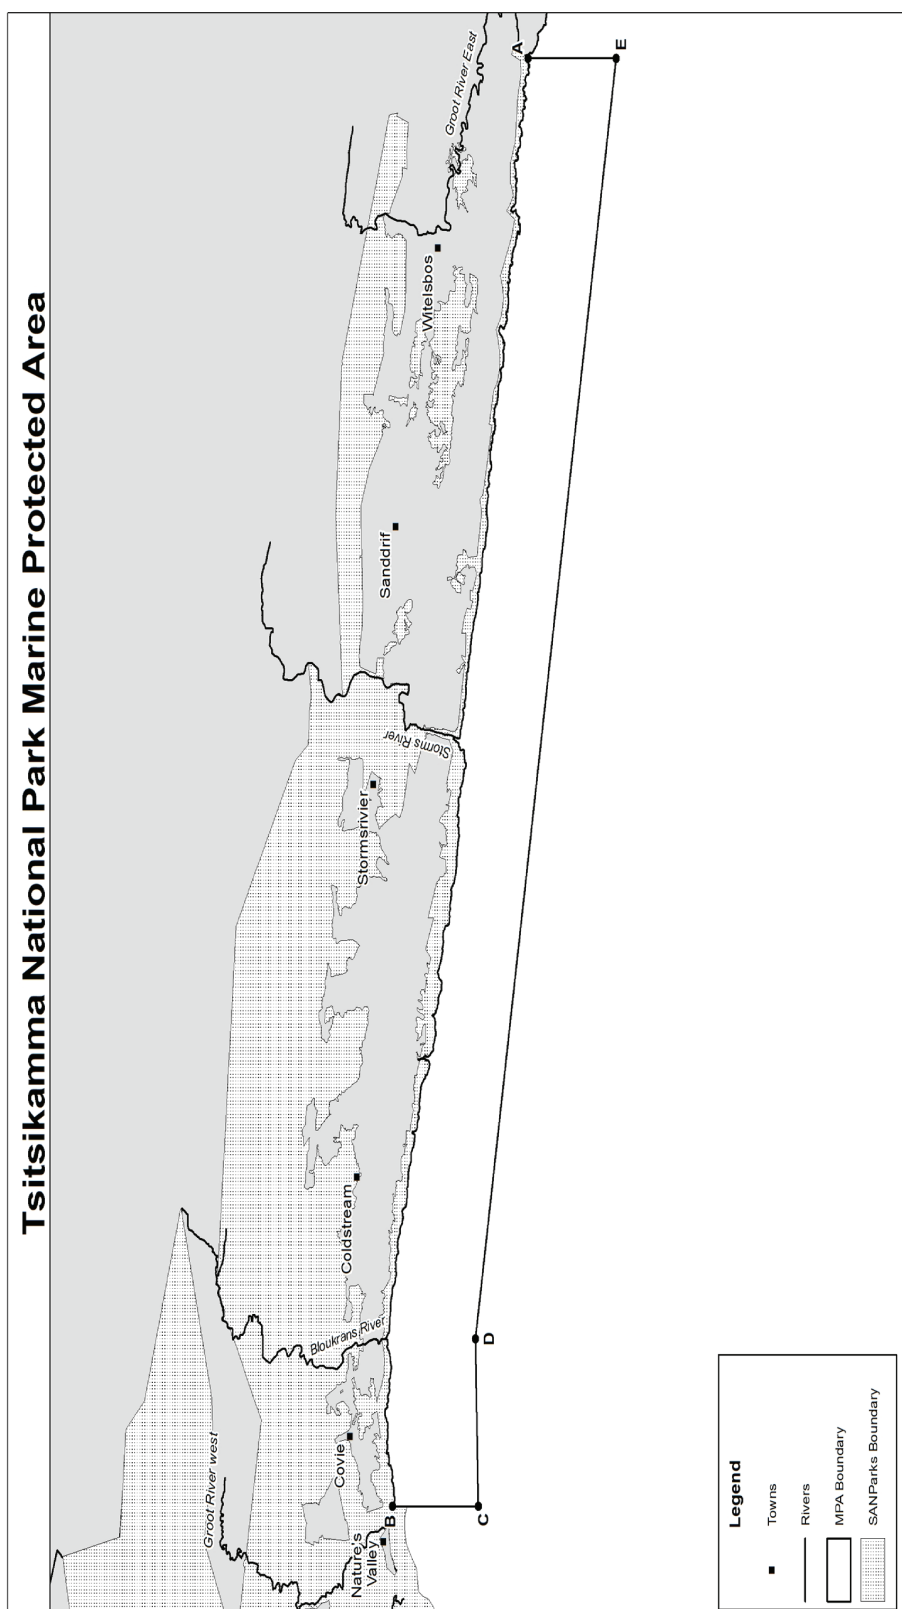 Tsitsikamma National Park Marine Protected Area
Groot River west
Nature's
Valley
Covie
Bloukrans River
Coldstream
Stormsrivier
Storms River
Sanddrif
Witelsbos
Groot River East
A
B
C
D
E
Legend
Towns
Rivers
MPA Boundary
SANParks Boundary